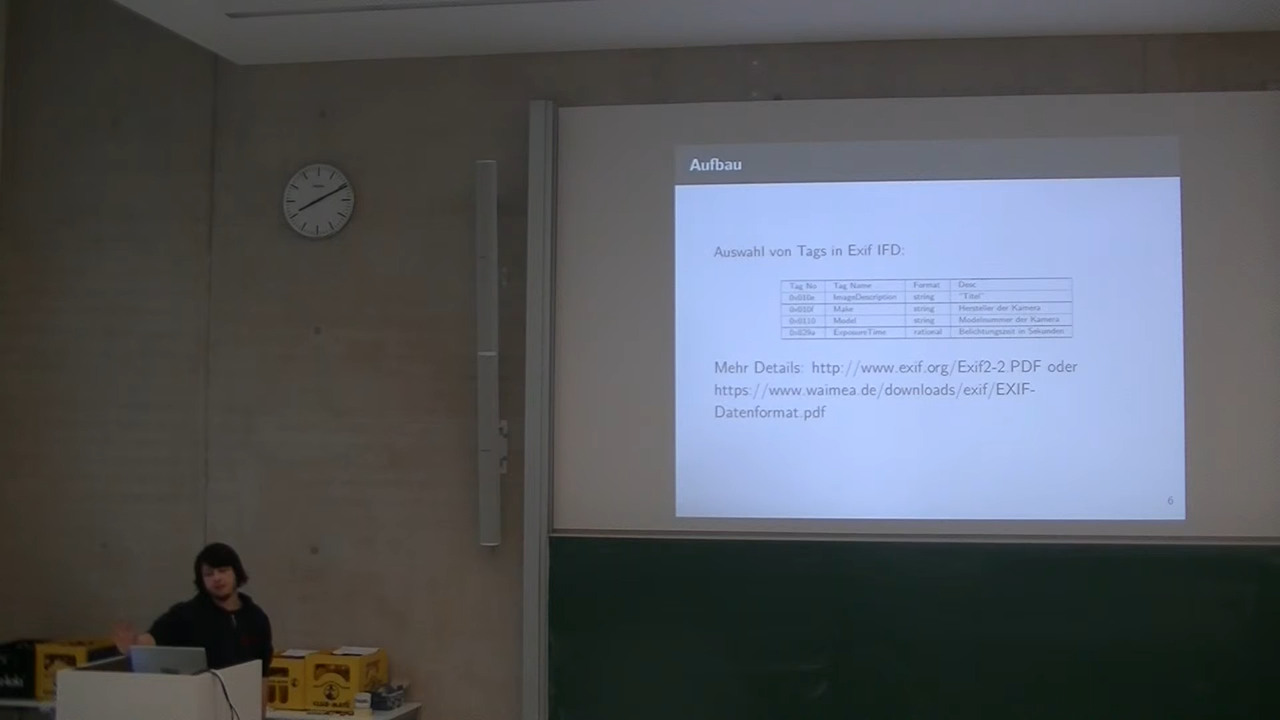 Aufbau
Auswahl von Tags in Exif IFD:
Tag No Tag Name Format Desc
0x010e ImageDescription string "Titel"
0x010f Make string Hersteller der Kamera
0x0110 Model string Modelnummer der Kamera
0x829a ExposureTime rational Belichtungszeit in Sekunden
Mehr Details: http://www.exif.org/Exif2-2.PDF oder
https://www.waimea.de/downloads/exif/EXIF-
Datenformat.pdf
6
CLUB-MATE